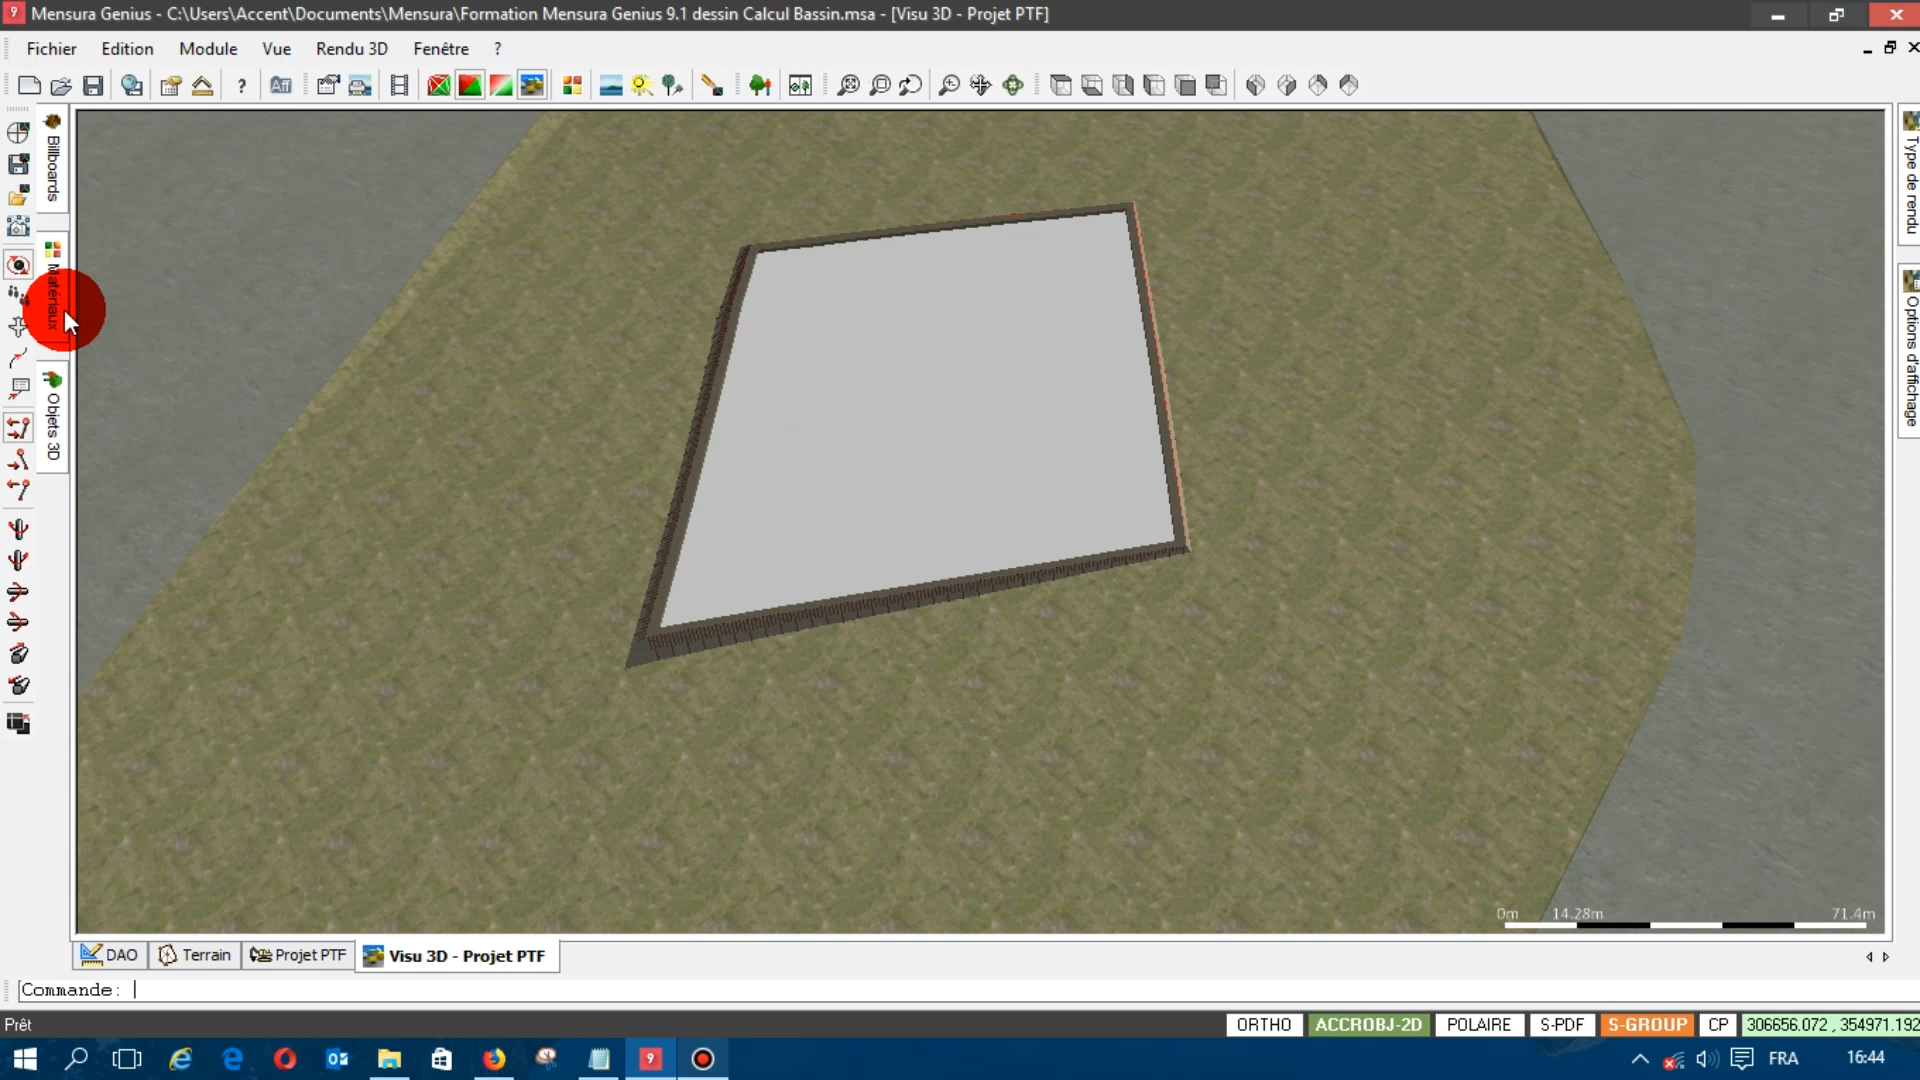 9 Mensura Genius - C:\Users\Accent\Documents\Mensura\Formation Mensura Genius 9.1 dessin Calcul Bassin.msa - [Visu 3D - Projet PTF]
Fichier Edition Module Vue Rendu 3D Fenêtre ?
Billboards
Matériaux
Objets 3D
Type de rendu
Options d'affichage
0m 14.28m 71.4m
DAO Terrain Projet PTF Visu 3D - Projet PTF
Commande:
Prêt ORTHO ACCROBJ-2D POLAIRE S-PDF S-GROUP CP 306656.072 , 354971.192
9 FRA 16:44